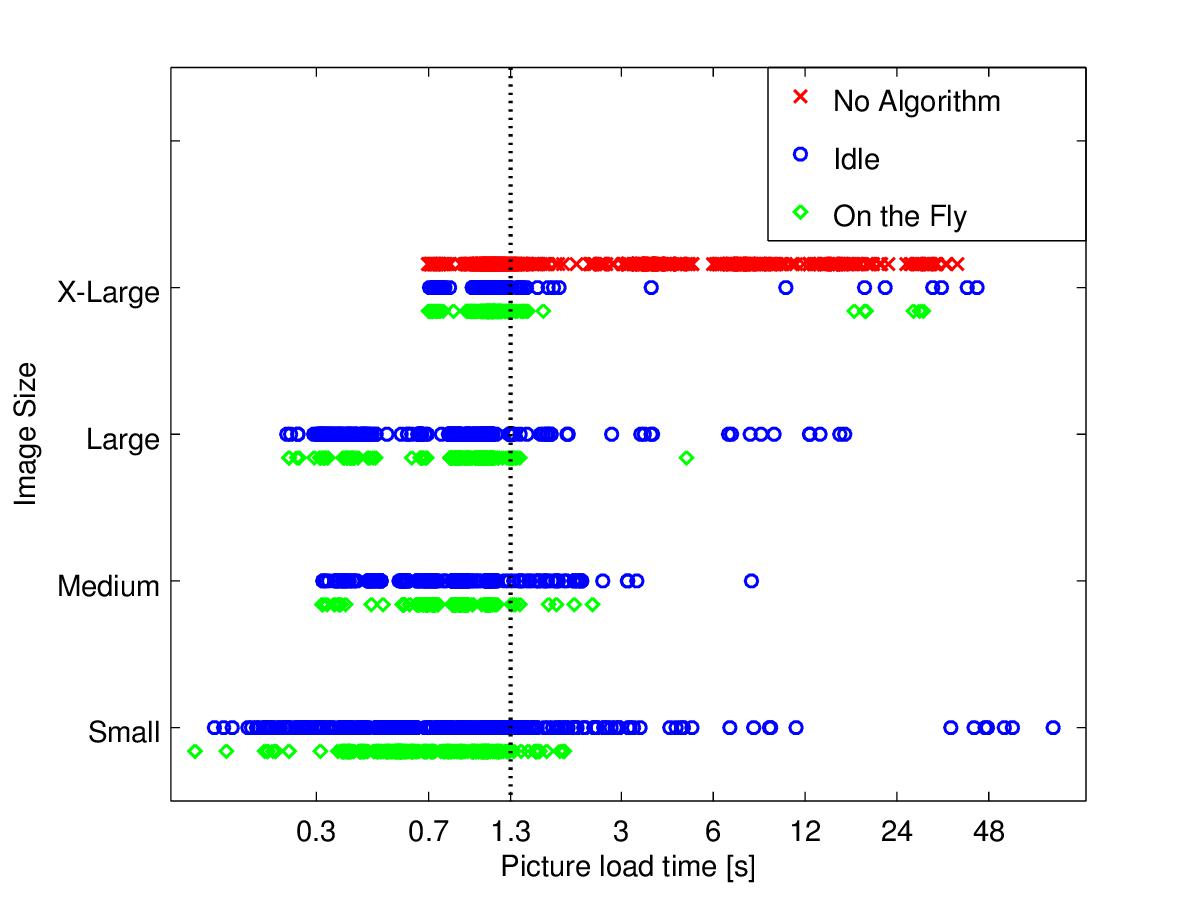 No Algorithm
Idle
On the Fly
X-Large
Large
Medium
Small
Image Size
0.3 0.7 1.3 3 6 12 24 48
Picture load time [s]